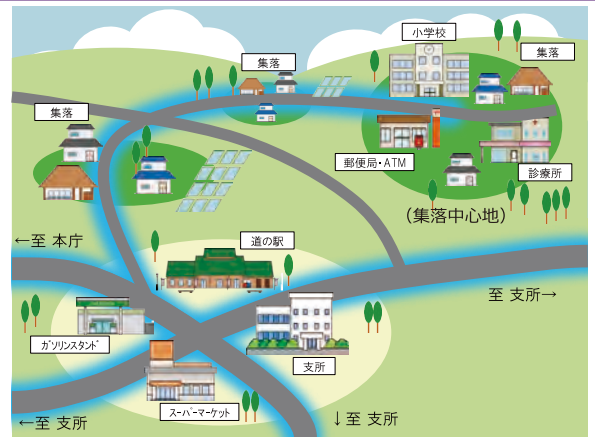 小学校
集落
集落
集落
郵便局・ATM
診療所
(集落中心地)
←至 本庁
道の駅
至 支所→
ガソリンスタンド
支所
スーパーマーケット
←至 支所
↓至 支所